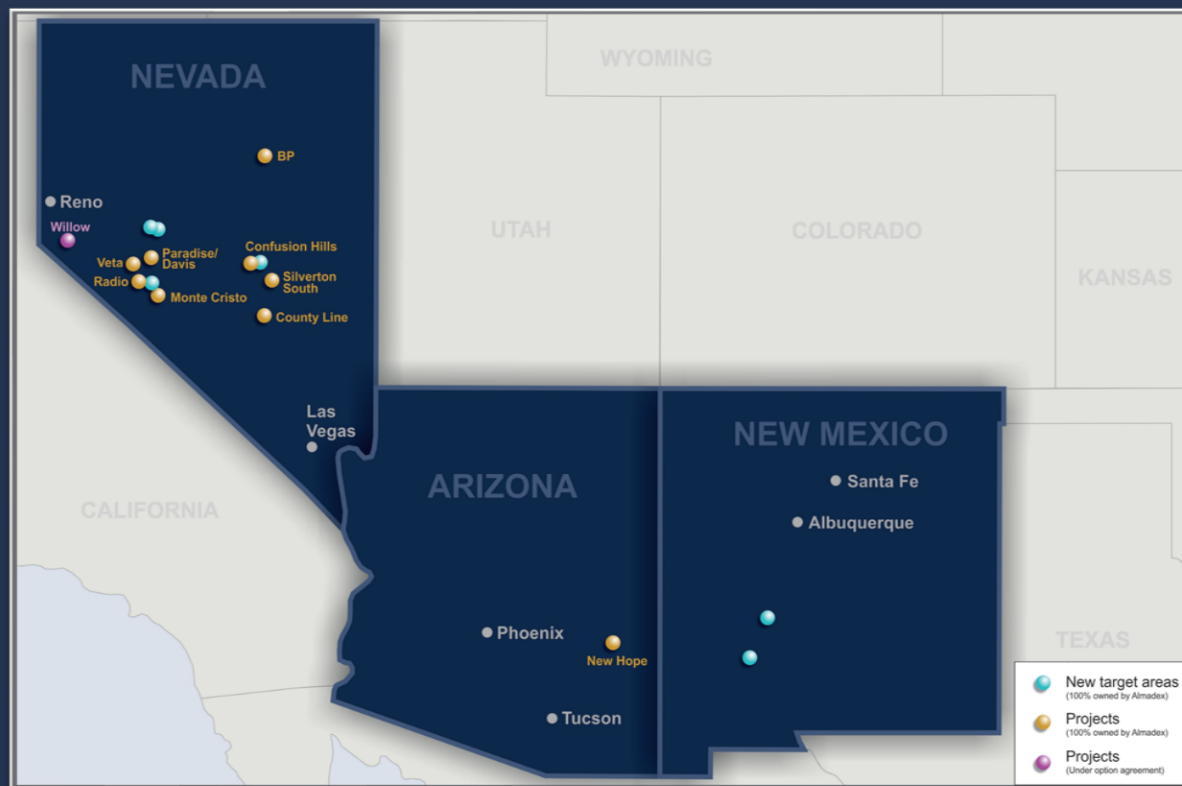 WYOMING
NEVADA
BP
Reno
Willow
UTAH
COLORADO
Confusion Hills
Paradise/
Davis
Veta
KANSAS
Silverton
South
Radio
Monte Cristo
County Line
Las
Vegas
NEW MEXICO
Santa Fe
ARIZONA
CALIFORNIA
Albuquerque
Phoenix
TEXAS
New Hope
Tucson
New target areas
(100% owned by Almadex)
Projects
(100% owned by Almadex)
Projects
(Under option agreement)